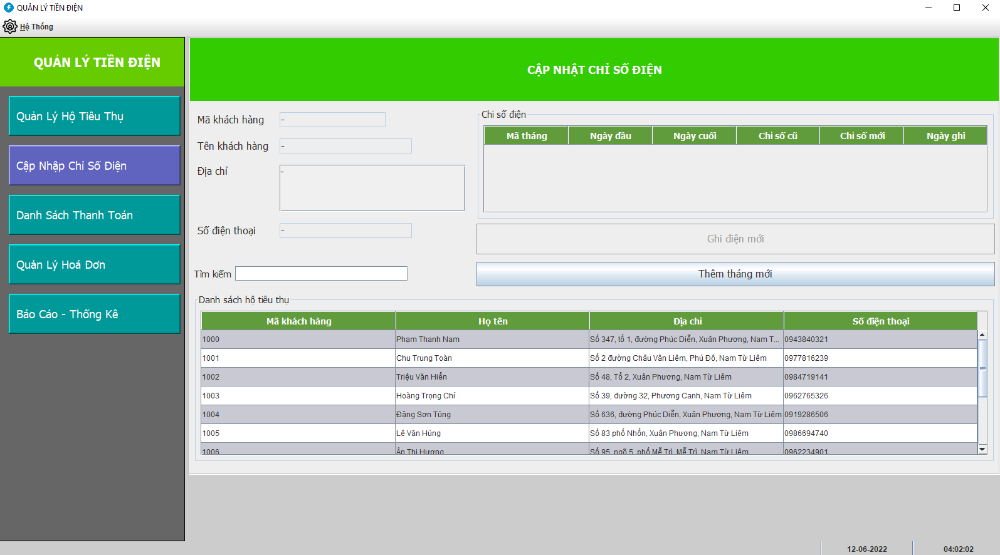 QUẢN LÝ TIỀN ĐIỆN
Hệ Thống
QUẢN LÝ TIỀN ĐIỆN
Quản Lý Hộ Tiêu Thụ
Cập Nhập Chỉ Số Điện
Danh Sách Thanh Toán
Quản Lý Hoá Đơn
Báo Cáo - Thống Kê
CẬP NHẬT CHỈ SỐ ĐIỆN
Mã khách hàng -
Tên khách hàng -
Địa chỉ -
Số điện thoại -
Tìm kiếm
Chỉ số điện
Mã tháng Ngày đầu Ngày cuối Chỉ số cũ Chỉ số mới Ngày ghi
Ghi điện mới
Thêm tháng mới
Danh sách hộ tiêu thụ
Mã khách hàng Họ tên Địa chỉ Số điện thoại
1000 Phạm Thanh Nam Số 347, tổ 1, đường Phúc Diễn, Xuân Phương, Nam T... 0943840321
1001 Chu Trung Toàn Số 2 đường Châu Văn Liêm, Phú Đô, Nam Từ Liêm 0977816239
1002 Triệu Văn Hiển Số 48, Tổ 2, Xuân Phương, Nam Từ Liêm 0984719141
1003 Hoàng Trọng Chí Số 39, đường 32, Phương Canh, Nam Từ Liêm 0962765326
1004 Đặng Sơn Tùng Số 636, đường Phúc Diễn, Xuân Phương, Nam Từ Liêm 0919286506
1005 Lê Văn Hùng Số 83 phố Nhổn, Xuân Phương, Nam Từ Liêm 0986694740
1006 Ân Thị Hương Số 95, ngõ 5, phố Mễ Trì, Mễ Trì, Nam Từ Liêm 0962234901
12-06-2022 04:02:02